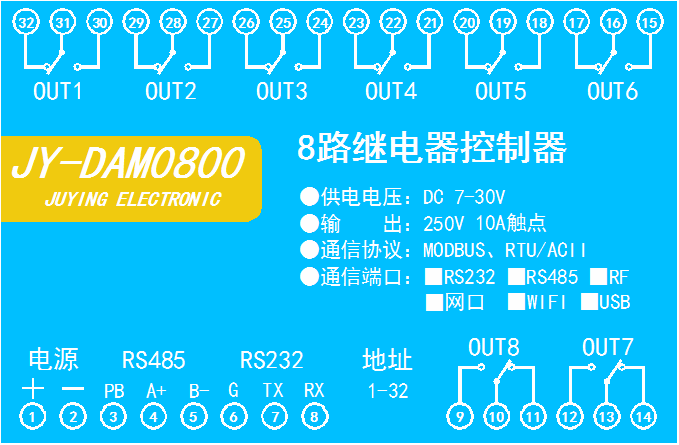 32 31 30 29 28 27 26 25 24 23 22 21 20 19 18 17 16 15
OUT1 OUT2 OUT3 OUT4 OUT5 OUT6
JY-DAM0800
JUYING ELECTRONIC
8路继电器控制器
●供电电压：DC 7-30V
●输 出：250V 10A触点
●通信协议：MODBUS、RTU/ACII
●通信端口：■RS232 ■RS485 ■RF
■网口 ■WIFI ■USB
OUT8 OUT7
电源 RS485 RS232 地址
+ — PB A+ B- G TX RX 1-32
1 2 3 4 5 6 7 8 9 10 11 12 13 14